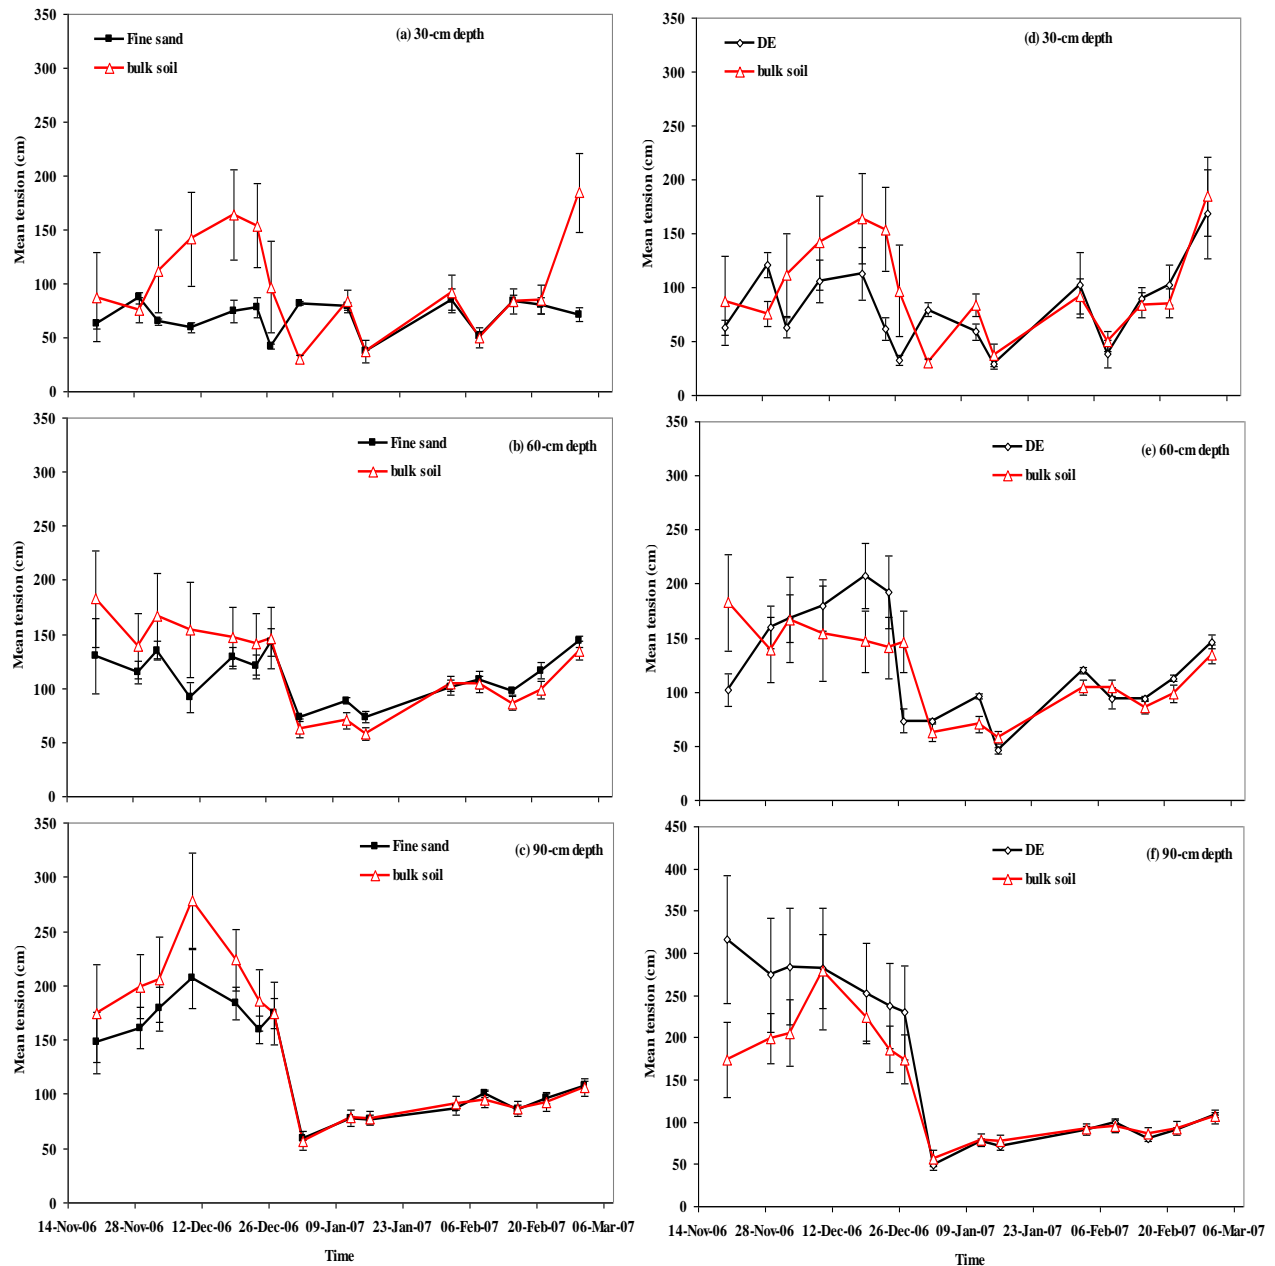 Fine sand
bulk soil
(a) 30-cm depth
Mean tension (cm)
350
300
250
200
150
100
50
0
DE
bulk soil
(d) 30-cm depth
Mean tension (cm)
350
300
250
200
150
100
50
0
Fine sand
bulk soil
(b) 60-cm depth
Mean tension (cm)
350
300
250
200
150
100
50
0
DE
bulk soil
(e) 60-cm depth
Mean tension (cm)
350
300
250
200
150
100
50
0
Fine sand
bulk soil
(c) 90-cm depth
Mean tension (cm)
350
300
250
200
150
100
50
0
14-Nov-06 28-Nov-06 12-Dec-06 26-Dec-06 09-Jan-07 23-Jan-07 06-Feb-07 20-Feb-07 06-Mar-07
Time
DE
bulk soil
(f) 90-cm depth
Mean tension (cm)
450
400
350
300
250
200
150
100
50
0
14-Nov-06 28-Nov-06 12-Dec-06 26-Dec-06 09-Jan-07 23-Jan-07 06-Feb-07 20-Feb-07 06-Mar-07
Time